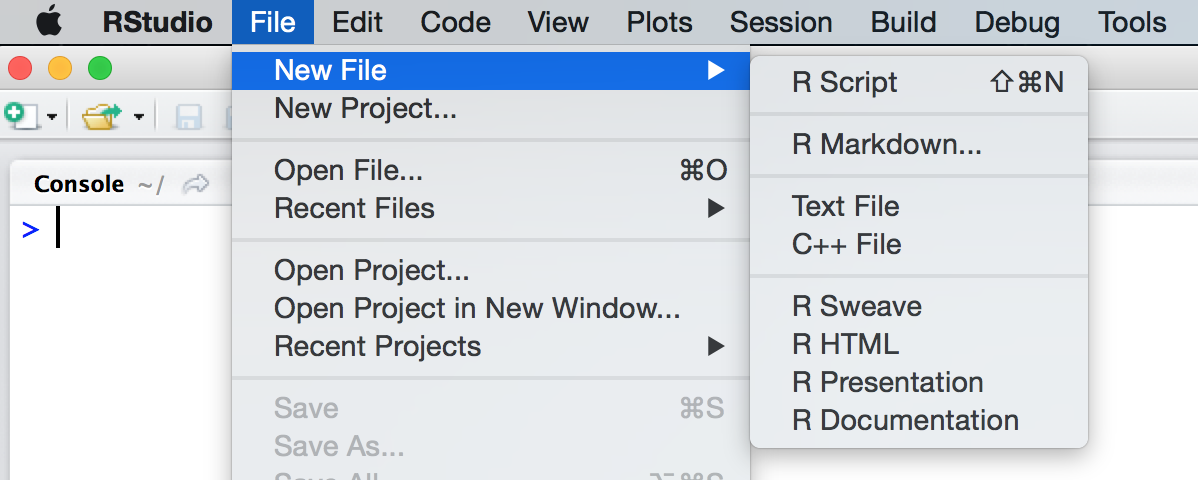 RStudio File Edit Code View Plots Session Build Debug Tools
New File
New Project...
Open File... ⌘O
Recent Files
Open Project...
Open Project in New Window...
Recent Projects
Save ⌘S
Save As...
Save All ⌥⌘S
R Script ⇧⌘N
R Markdown...
Text File
C++ File
R Sweave
R HTML
R Presentation
R Documentation
Console ~/
>